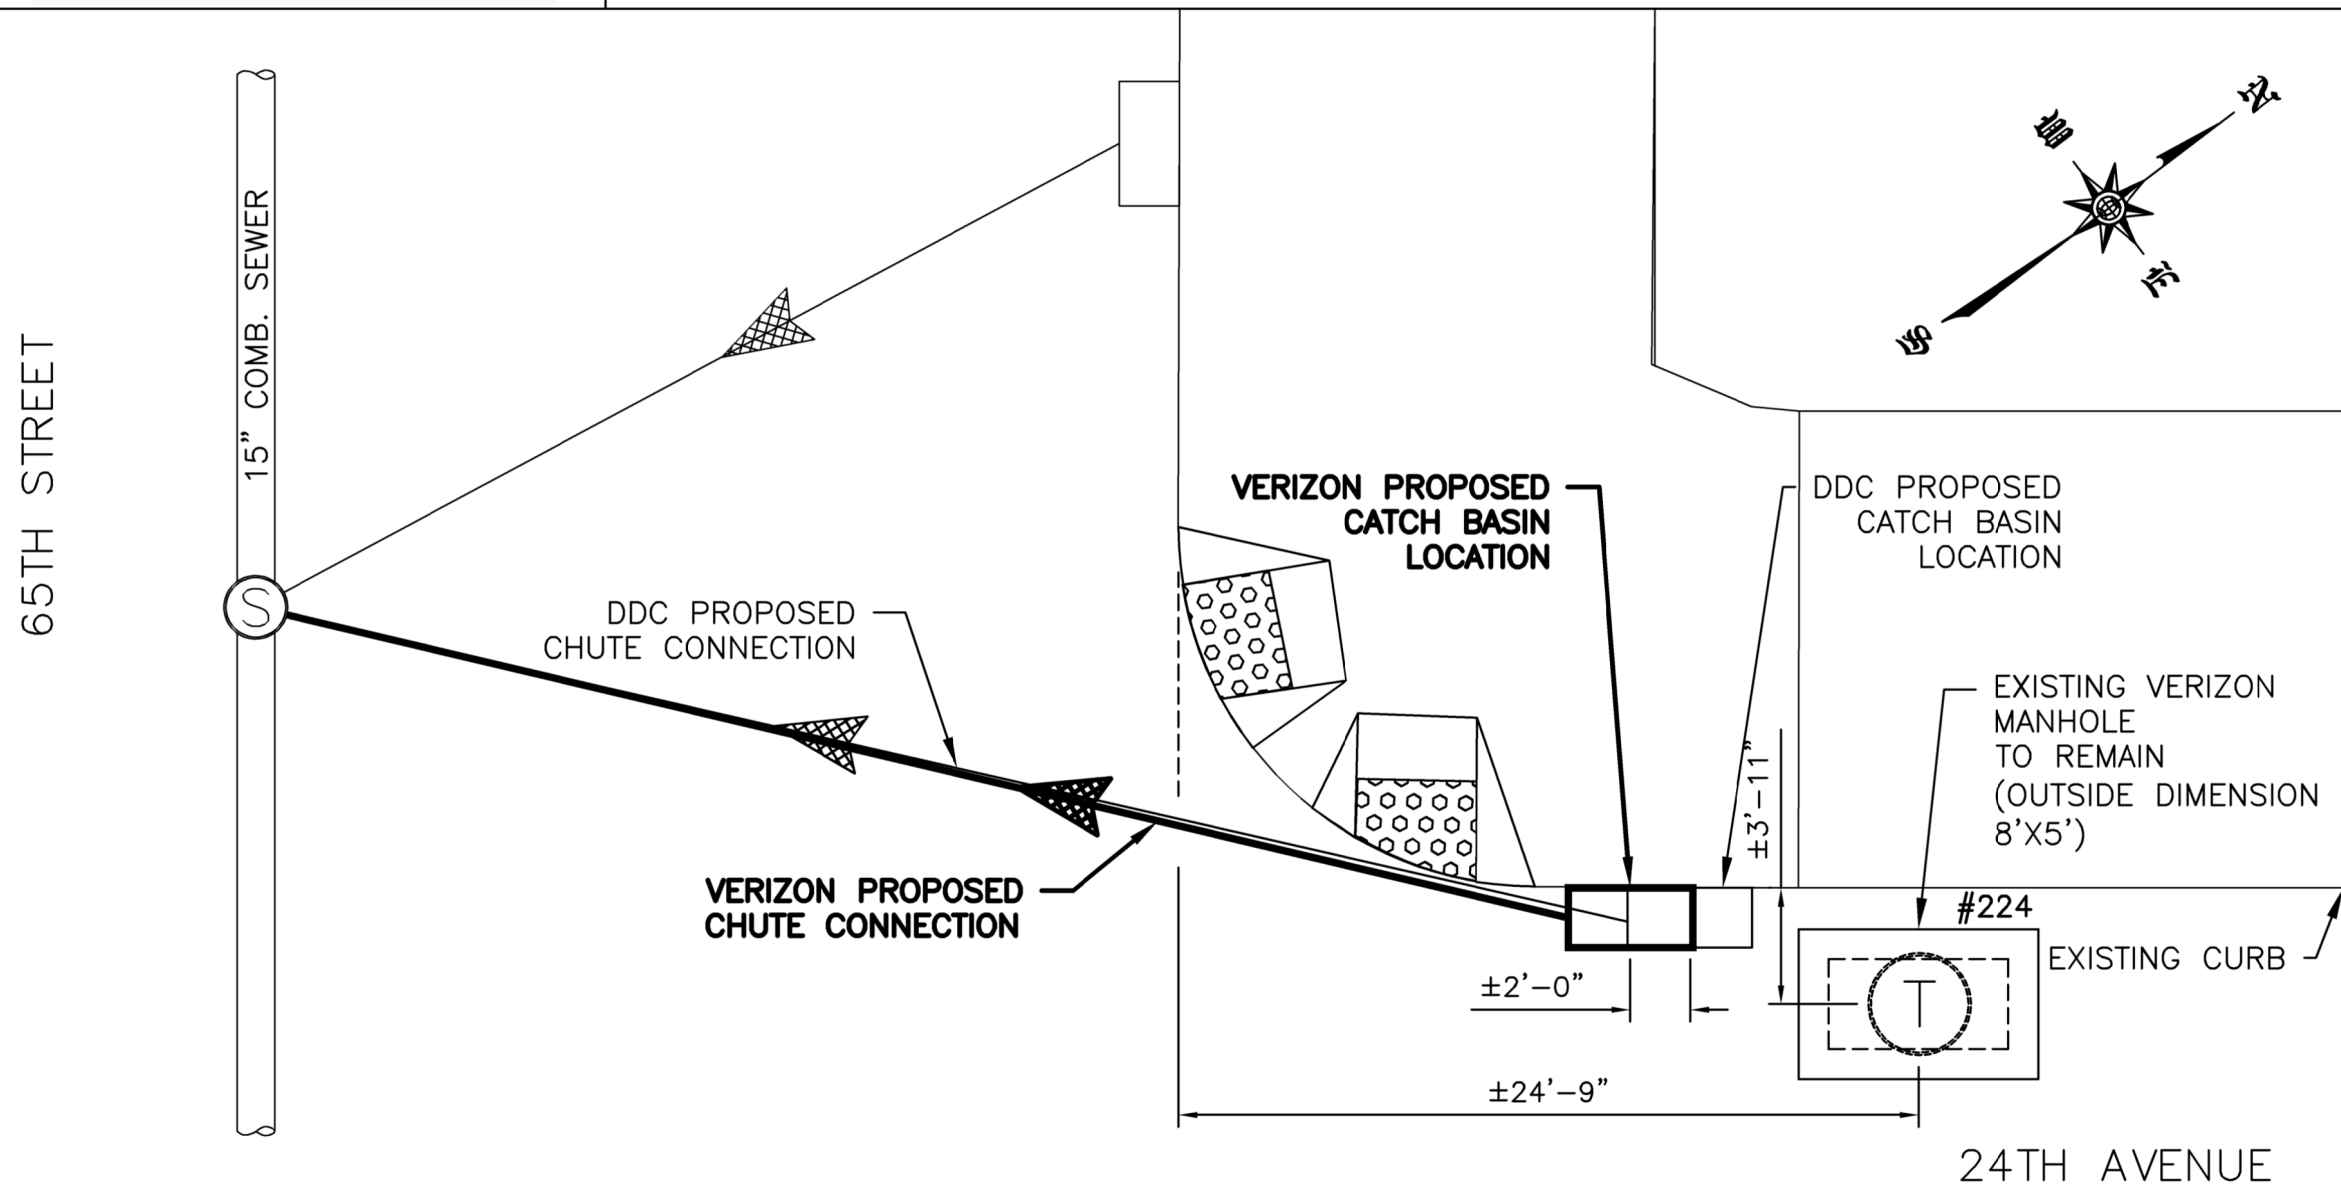 65TH STREET
15" COMB. SEWER
S
N
W
E
S
VERIZON PROPOSED
CATCH BASIN
LOCATION
DDC PROPOSED
CATCH BASIN
LOCATION
DDC PROPOSED
CHUTE CONNECTION
EXISTING VERIZON
MANHOLE
TO REMAIN
(OUTSIDE DIMENSION
8'X5')
±3'-11"
VERIZON PROPOSED
CHUTE CONNECTION
#224
EXISTING CURB
T
±2'-0"
±24'-9"
24TH AVENUE